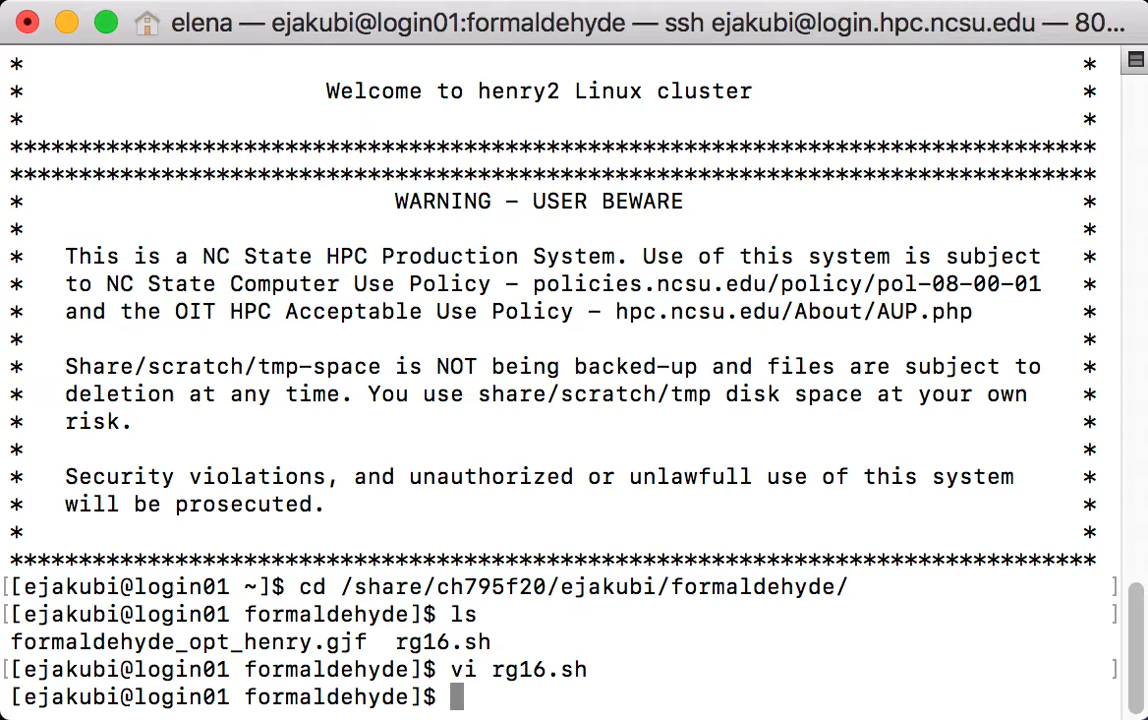 elena — ejakubi@login01:formaldehyde — ssh ejakubi@login.hpc.ncsu.edu — 80...
* *
* Welcome to henry2 Linux cluster *
* *
*******************************************************************************
*******************************************************************************
* WARNING - USER BEWARE *
* *
* This is a NC State HPC Production System. Use of this system is subject *
* to NC State Computer Use Policy - policies.ncsu.edu/policy/pol-08-00-01 *
* and the OIT HPC Acceptable Use Policy - hpc.ncsu.edu/About/AUP.php *
* *
* Share/scratch/tmp-space is NOT being backed-up and files are subject to *
* deletion at any time. You use share/scratch/tmp disk space at your own *
* risk. *
* *
* Security violations, and unauthorized or unlawfull use of this system *
* will be prosecuted. *
* *
*******************************************************************************
[[ejakubi@login01 ~]$ cd /share/ch795f20/ejakubi/formaldehyde/ ]
[[ejakubi@login01 formaldehyde]$ ls ]
formaldehyde_opt_henry.gjf rg16.sh
[[ejakubi@login01 formaldehyde]$ vi rg16.sh ]
[ejakubi@login01 formaldehyde]$